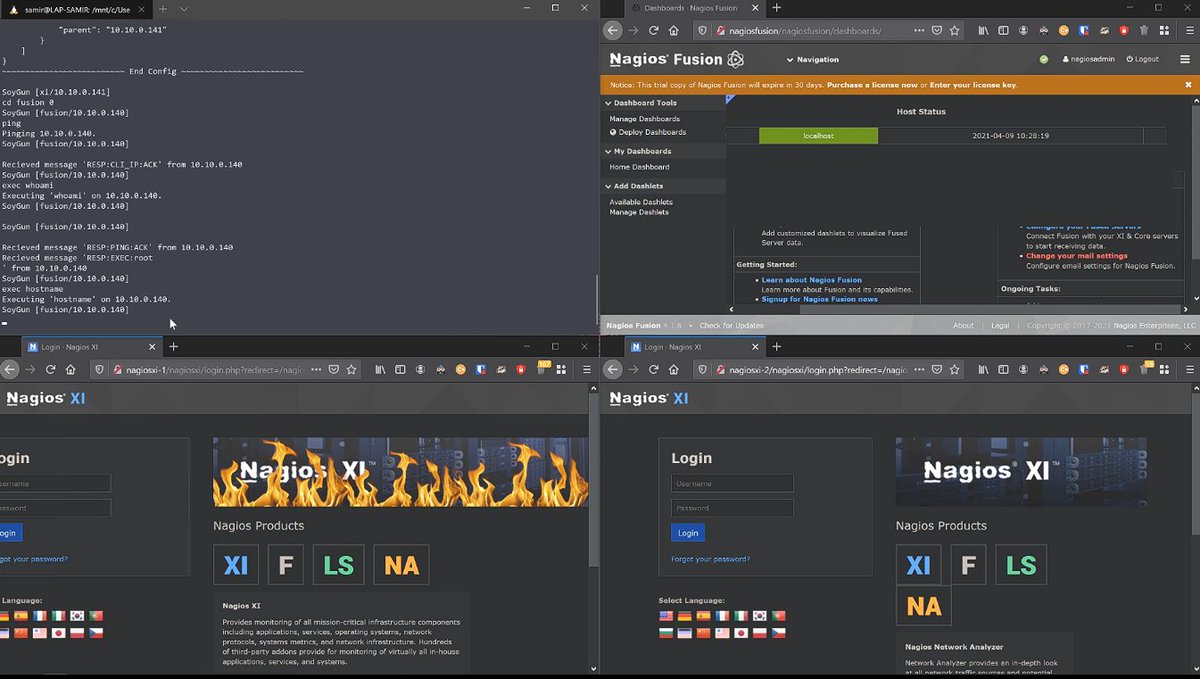 samir@LAP-SAMIR: /mnt/c/Use
"parent": "10.10.0.141"
}
]
}
~~~~~~~~~~~~~~~~~~~~~~~~~~ End Config ~~~~~~~~~~~~~~~~~~~~~~~~~~
SoyGun [xi/10.10.0.141]
cd fusion 0
SoyGun [fusion/10.10.0.140]
ping
Pinging 10.10.0.140.
SoyGun [fusion/10.10.0.140]
Recieved message 'RESP:CLI_IP:ACK' from 10.10.0.140
SoyGun [fusion/10.10.0.140]
exec whoami
Executing 'whoami' on 10.10.0.140.
SoyGun [fusion/10.10.0.140]
SoyGun [fusion/10.10.0.140]
Recieved message 'RESP:PING:ACK' from 10.10.0.140
Recieved message 'RESP:EXEC:root
' from 10.10.0.140
SoyGun [fusion/10.10.0.140]
exec hostname
Executing 'hostname' on 10.10.0.140.
SoyGun [fusion/10.10.0.140]
Dashboards · Nagios Fusion
nagiosfusion/nagiosfusion/dashboards/
Nagios® Fusion
Navigation
nagiosadmin
Logout
Notice: This trial copy of Nagios Fusion will expire in 30 days. Purchase a license now or Enter your license key.
Dashboard Tools
Manage Dashboards
Deploy Dashboards
My Dashboards
Home Dashboard
Add Dashlets
Available Dashlets
Manage Dashlets
Host Status
localhost
2021-04-09 10:28:19
Add customized dashlets to visualize Fused
Server data.
Getting Started:
Learn about Nagios Fusion
Learn more about Fusion and its capabilities.
Signup for Nagios Fusion news
Configure your Fused Servers
Connect Fusion with your XI & Core servers
to start receiving data.
Change your mail settings
Configure email settings for Nagios Fusion.
Ongoing Tasks:
Nagios Fusion 4.1.8 • Check for Updates
About | Legal | Copyright © 2017-2021 Nagios Enterprises, LLC
Login · Nagios XI
nagiosxi-1/nagiosxi/login.php?redirect=/nagio
Nagios® XI
ogin
sername
assword
ogin
got your password?
Language:
Nagios XI™
Nagios Products
XI
F
LS
NA
Nagios XI
Provides monitoring of all mission-critical infrastructure components
including applications, services, operating systems, network
protocols, systems metrics, and network infrastructure. Hundreds
of third-party addons provide for monitoring of virtually all in-house
applications, services, and systems.
Login · Nagios XI
nagiosxi-2/nagiosxi/login.php?redirect=/nagio
Nagios® XI
Login
Username
Password
Login
Forgot your password?
Select Language:
Nagios® XI™
Nagios Products
XI
F
LS
NA
Nagios Network Analyzer
Network Analyzer provides an in-depth look
at all network traffic sources and potential